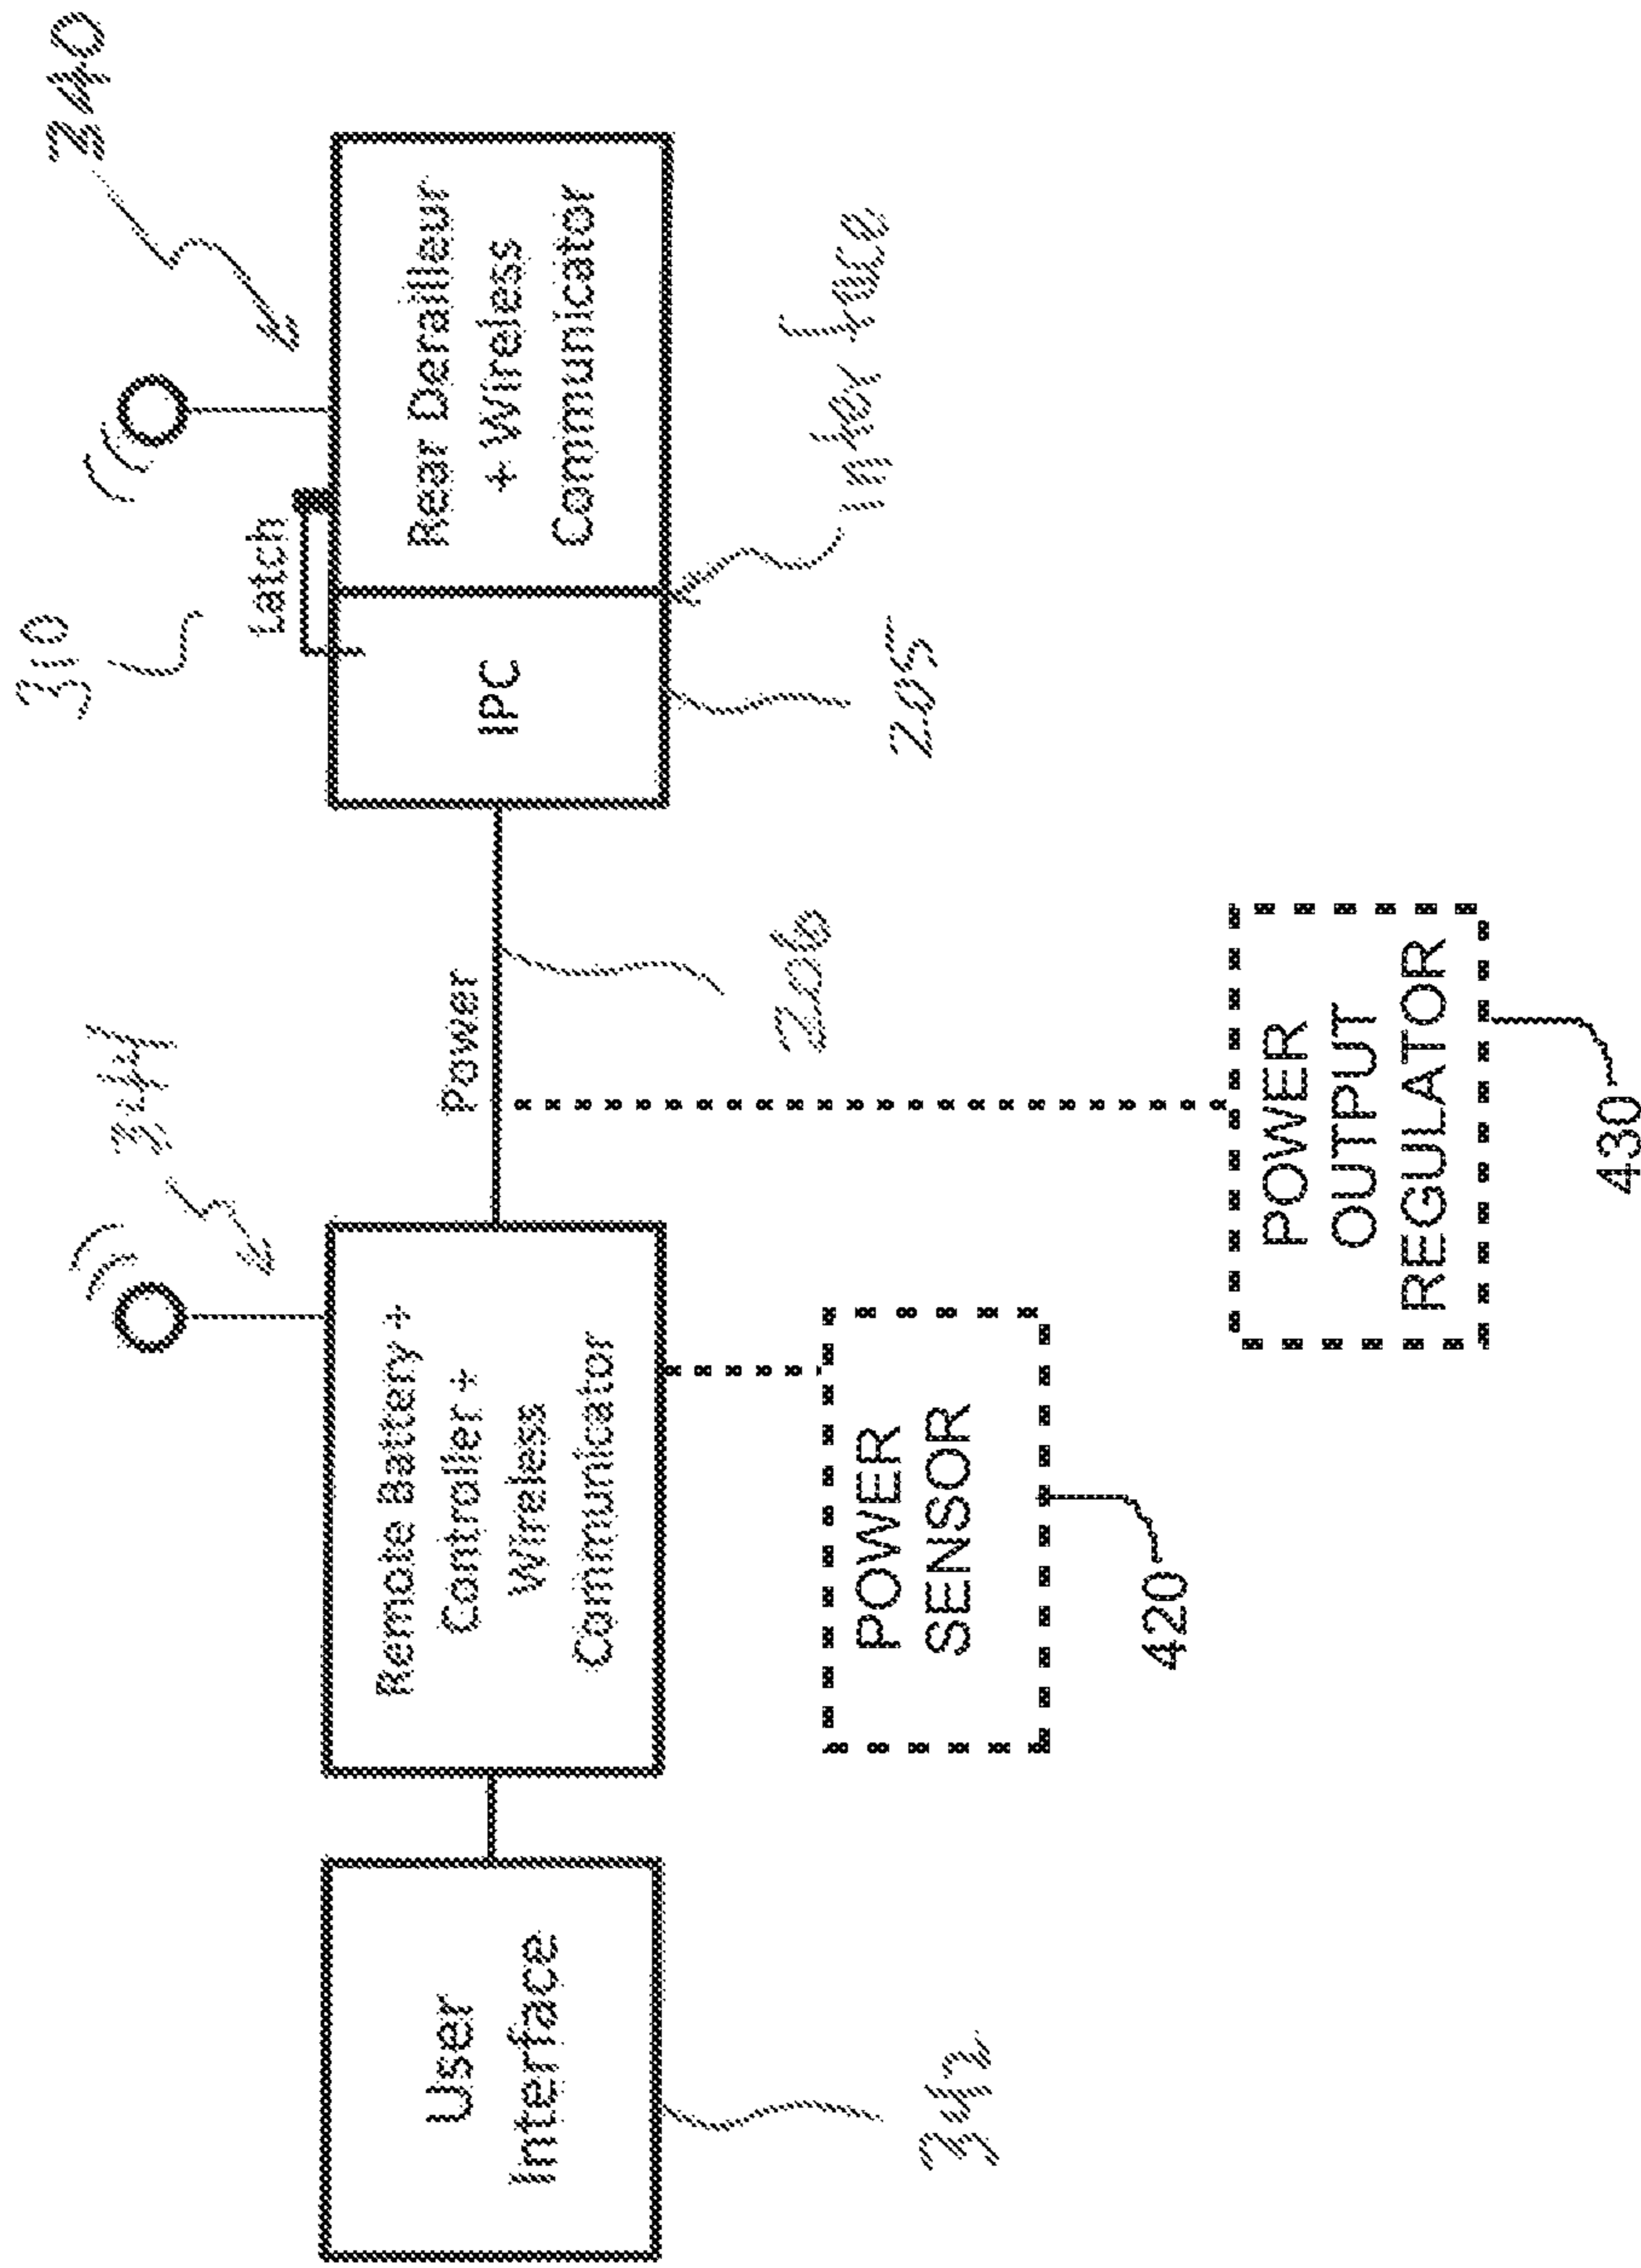 340
310
Latch
Rear Derailleur
+ Wireless
Communicator
IPC
interface
205
344
Power
206
Remote Battery +
Controller +
Wireless
Communicator
User
Interface
342
POWER
SENSOR
420
POWER
OUTPUT
REGULATOR
430